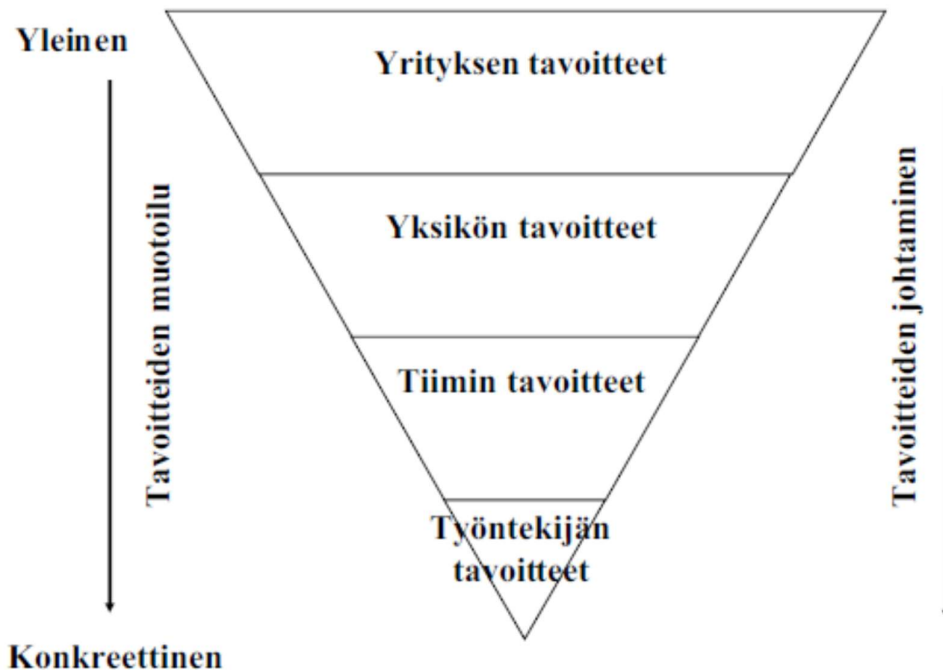 Yleinen
Yrityksen tavoitteet
Yksikön tavoitteet
Tavoitteiden muotoilu
Tavoitteiden johtaminen
Tiimin tavoitteet
Työntekijän
tavoitteet
Konkreettinen